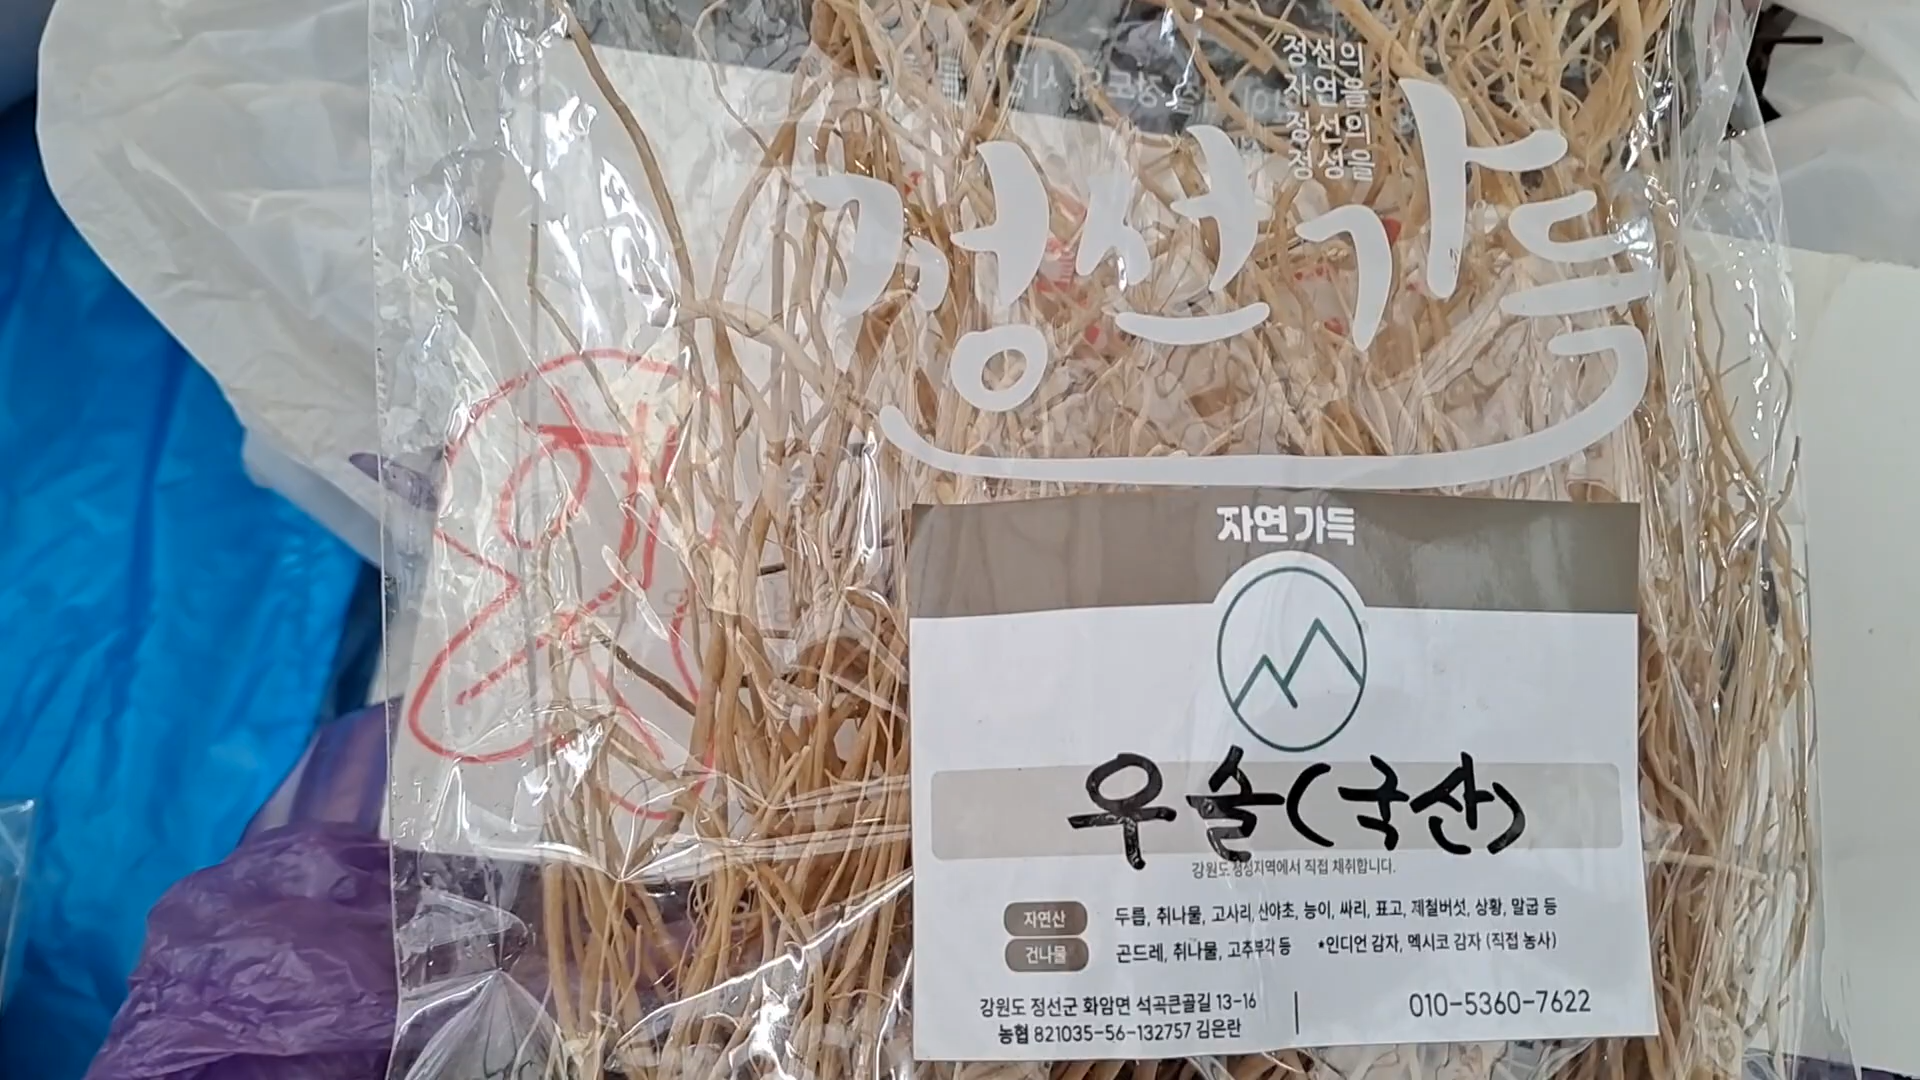 정선의
자연을
정선의
정성을
정선가득
자연가득
우슬(국산)
강원도 정선지역에서 직접 채취합니다.
자연산 두릅, 취나물, 고사리, 산야초, 능이, 싸리, 표고, 제철버섯, 상황, 말굽 등
건나물 곤드레, 취나물, 고추부각 등 *인디언 감자, 멕시코 감자 (직접 농사)
강원도 정선군 화암면 석곡큰골길 13-16
농협 821035-56-132757 김은란
010-5360-7622